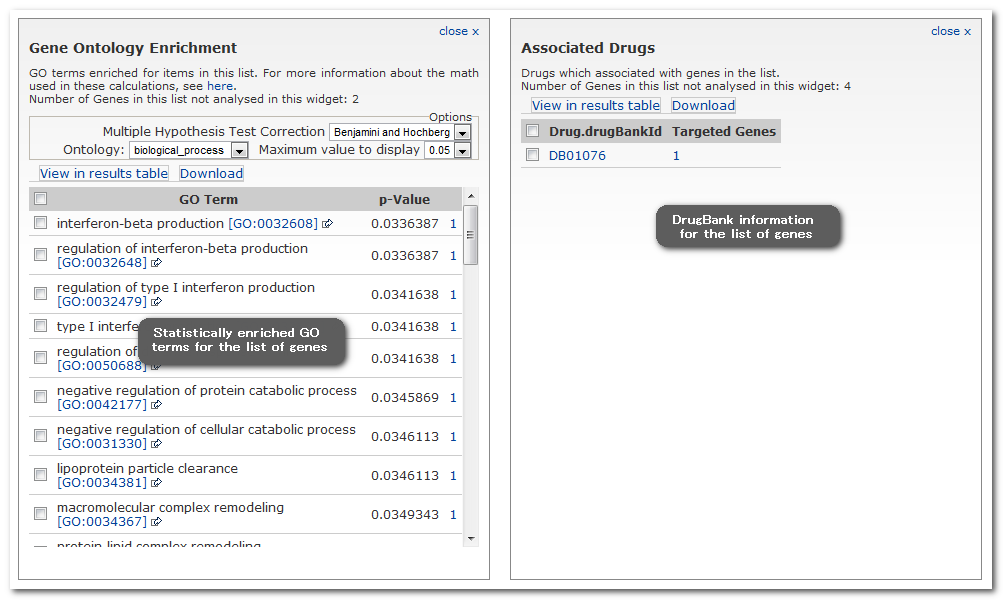 close x
Gene Ontology Enrichment
GO terms enriched for items in this list. For more information about the math
used in these calculations, see here.
Number of Genes in this list not analysed in this widget: 2
Options
Multiple Hypothesis Test Correction Benjamini and Hochberg
Ontology: biological_process Maximum value to display 0.05
View in results table Download
GO Term p-Value
interferon-beta production [GO:0032608] 0.0336387 1
regulation of interferon-beta production
[GO:0032648] 0.0336387 1
regulation of type I interferon production
[GO:0032479] 0.0341638 1
type I interfe 0.0341638 1
regulation of
[GO:0050688] 0.0341638 1
Statistically enriched GO
terms for the list of genes
negative regulation of protein catabolic process
[GO:0042177] 0.0345869 1
negative regulation of cellular catabolic process
[GO:0031330] 0.0346113 1
lipoprotein particle clearance
[GO:0034381] 0.0346113 1
macromolecular complex remodeling
[GO:0034367] 0.0349343 1
protein-lipid complex remodeling
close x
Associated Drugs
Drugs which associated with genes in the list.
Number of Genes in this list not analysed in this widget: 4
View in results table Download
Drug.drugBankId Targeted Genes
DB01076 1
DrugBank information
for the list of genes